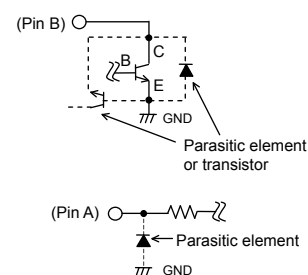 (Pin B)
C
B
E
GND
Parasitic element
or transistor
(Pin A)
Parasitic element
GND